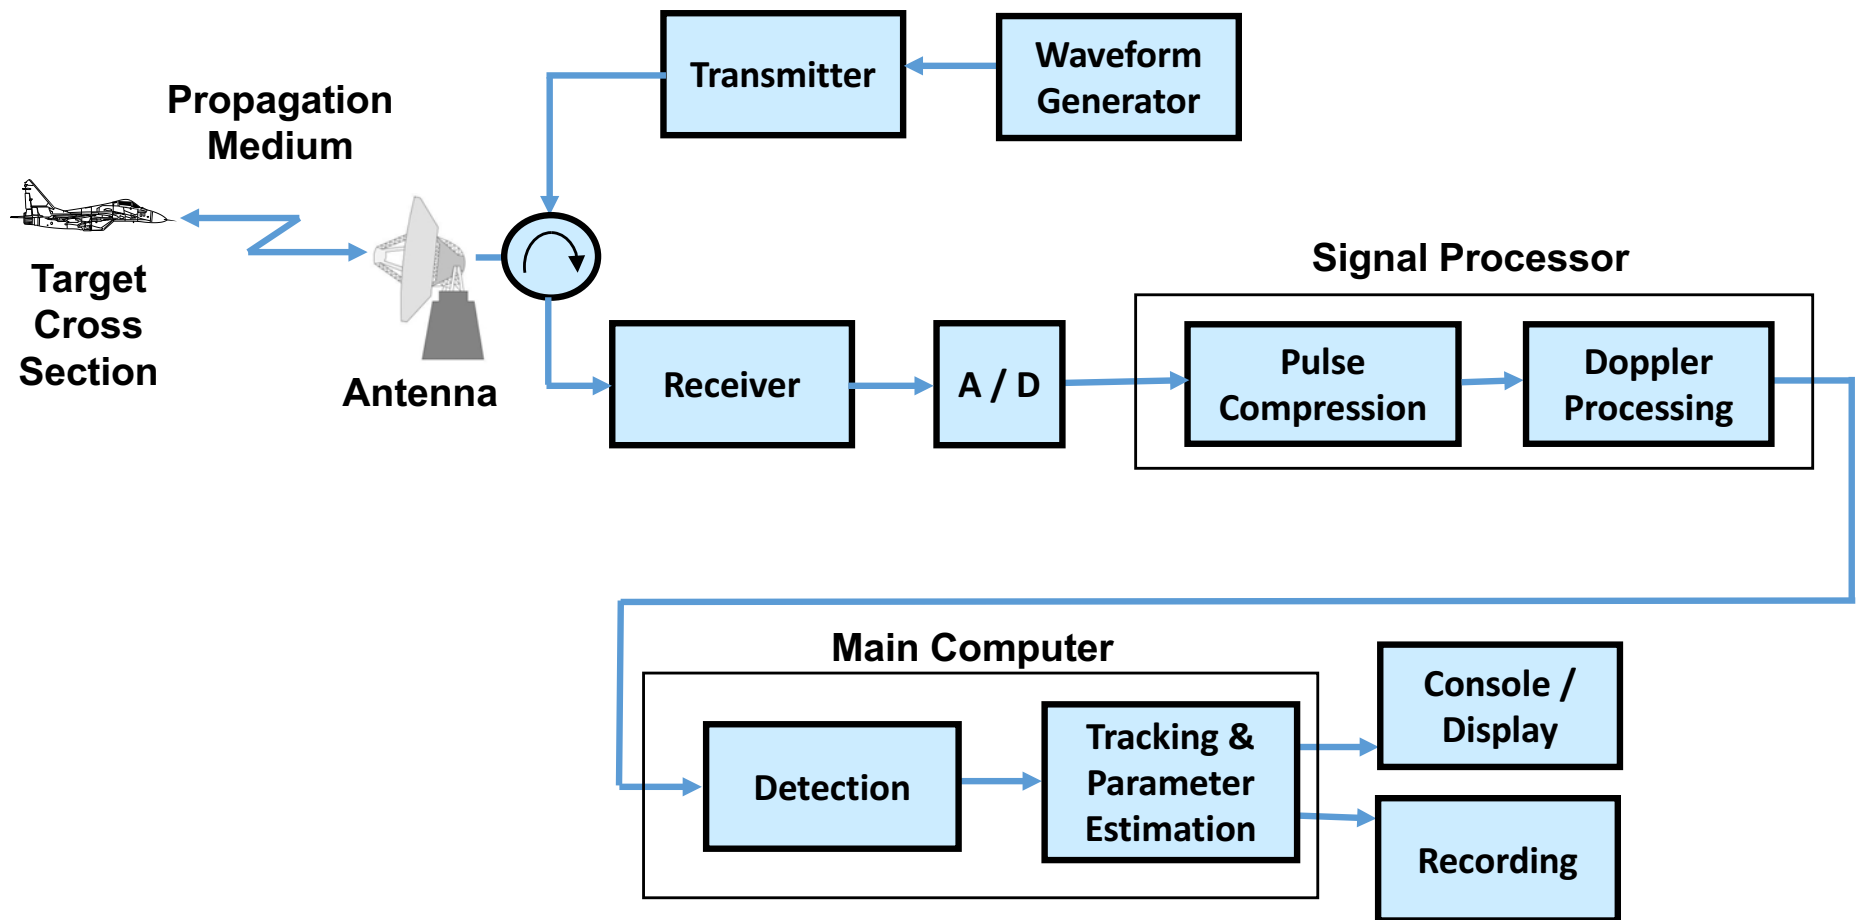 Transmitter
Waveform
Generator
Propagation
Medium
Target
Cross
Section
Antenna
Signal Processor
Receiver
A / D
Pulse
Compression
Doppler
Processing
Main Computer
Detection
Tracking &
Parameter
Estimation
Console /
Display
Recording